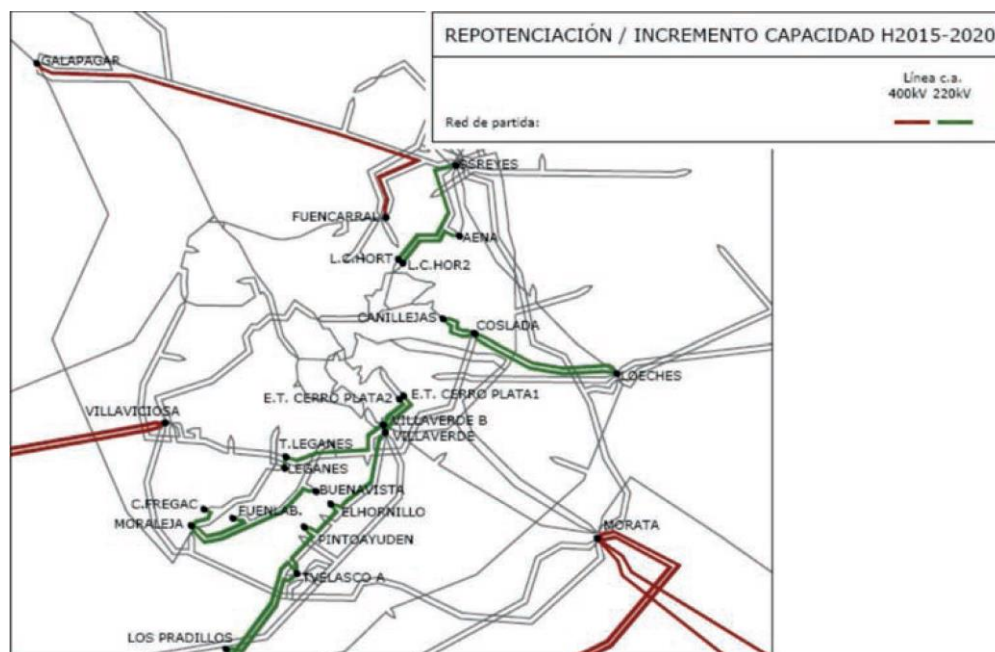 REPOTENCIACIÓN / INCREMENTO CAPACIDAD H2015-2020
Línea c.a.
400kV 220kV
Red de partida:
GALAPAGAR
SSREYES
FUENCARRAL
AENA
L.C.HORT
L.C.HOR2
CANILLEJAS
COSLADA
LOECHES
E.T. CERRO PLATA2
E.T. CERRO PLATA1
VILLAVICIOSA
VILLAVERDE B
VILLAVERDE
T.LEGANES
LEGANES
BUENAVISTA
C.FREGAC
FUENLAB.
ELHORNILLO
MORALEJA
PINTOAYUDEN
MORATA
TVELASCO A
LOS PRADILLOS